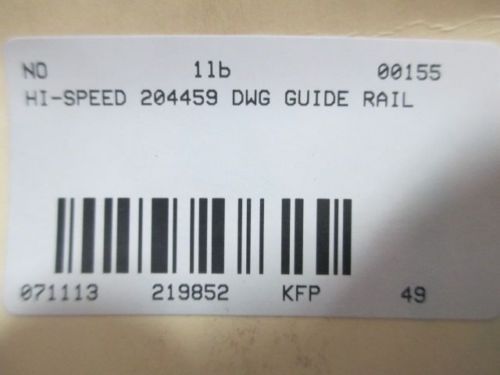 NO 1lb 00155
HI-SPEED 204459 DWG GUIDE RAIL
071113 219852 KFP 49